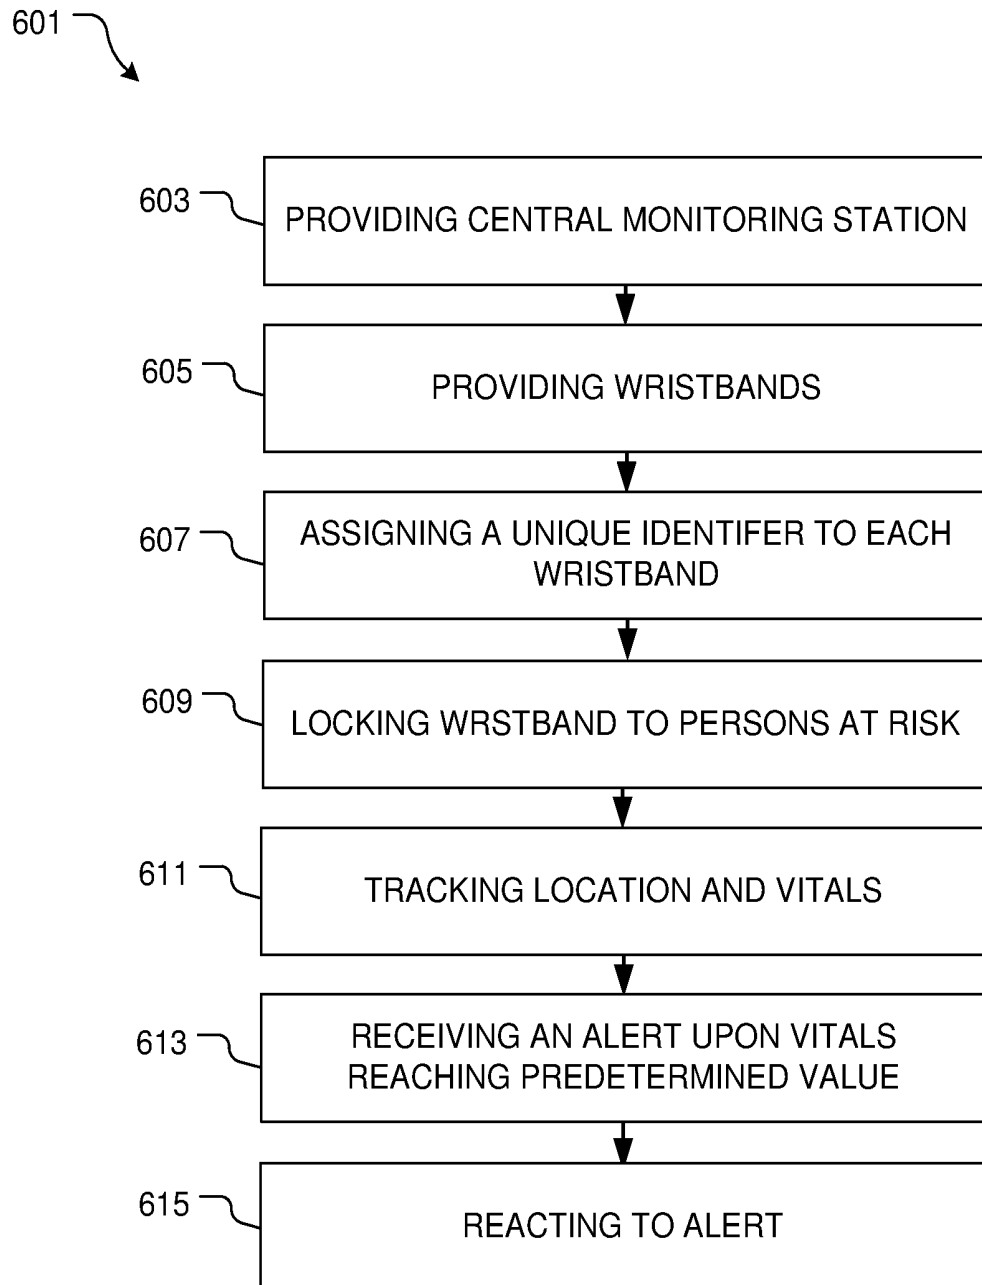 601
603
PROVIDING CENTRAL MONITORING STATION
605
PROVIDING WRISTBANDS
607
ASSIGNING A UNIQUE IDENTIFER TO EACH
WRISTBAND
609
LOCKING WRSTBAND TO PERSONS AT RISK
611
TRACKING LOCATION AND VITALS
613
RECEIVING AN ALERT UPON VITALS
REACHING PREDETERMINED VALUE
615
REACTING TO ALERT